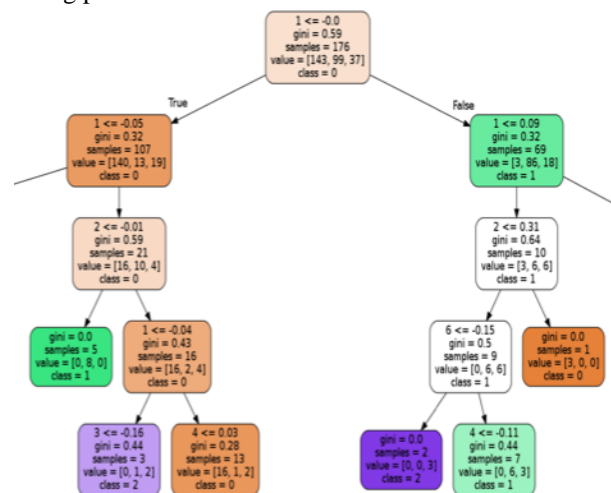 1 <= -0.0
gini = 0.59
samples = 176
value = [143, 99, 37]
class = 0
True
False
1 <= -0.05
gini = 0.32
samples = 107
value = [140, 13, 19]
class = 0
1 <= 0.09
gini = 0.32
samples = 69
value = [3, 86, 18]
class = 1
2 <= -0.01
gini = 0.59
samples = 21
value = [16, 10, 4]
class = 0
2 <= 0.31
gini = 0.64
samples = 10
value = [3, 6, 6]
class = 1
gini = 0.0
samples = 5
value = [0, 8, 0]
class = 1
1 <= -0.04
gini = 0.43
samples = 16
value = [16, 2, 4]
class = 0
6 <= -0.15
gini = 0.5
samples = 9
value = [0, 6, 6]
class = 1
gini = 0.0
samples = 1
value = [3, 0, 0]
class = 0
3 <= -0.16
gini = 0.44
samples = 3
value = [0, 1, 2]
class = 2
4 <= 0.03
gini = 0.28
samples = 13
value = [16, 1, 2]
class = 0
gini = 0.0
samples = 2
value = [0, 0, 3]
class = 2
4 <= -0.11
gini = 0.44
samples = 7
value = [0, 6, 3]
class = 1